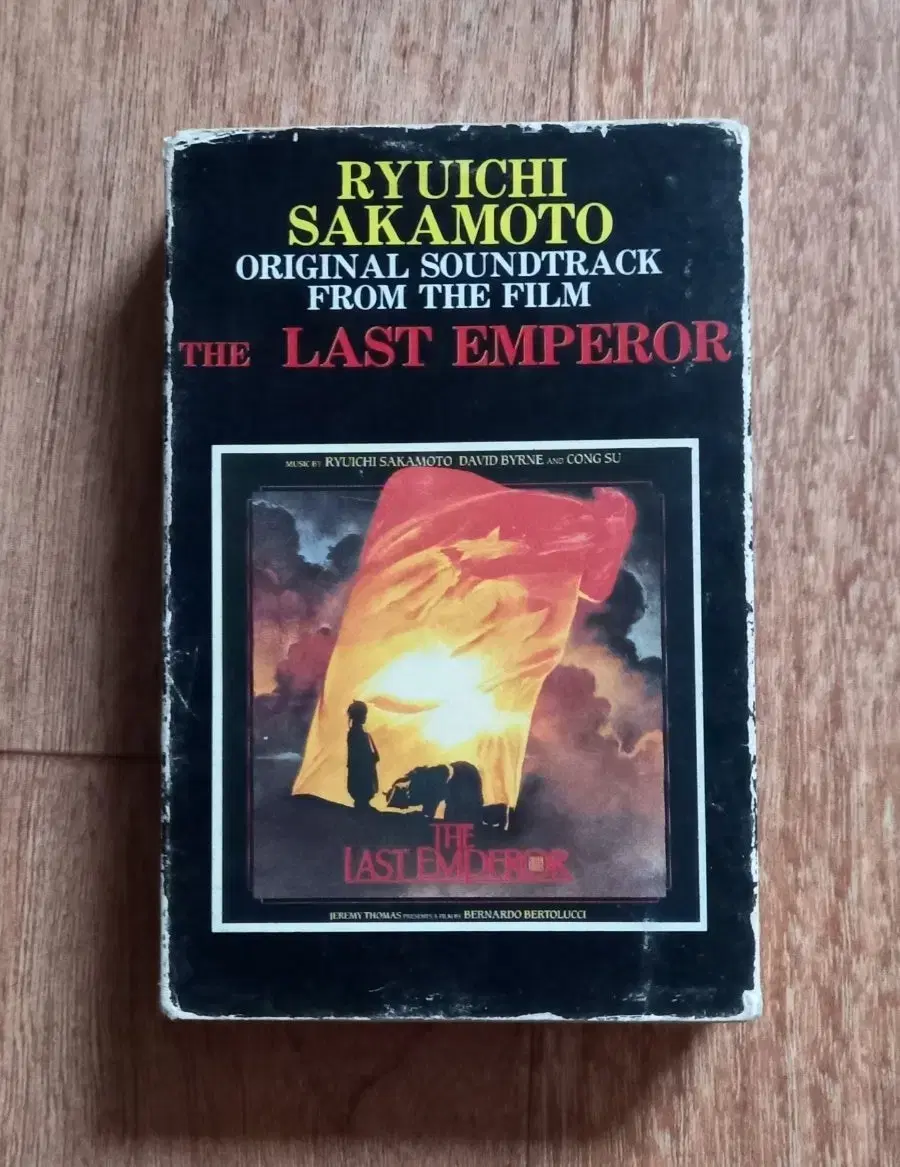 RYUICHI
SAKAMOTO
ORIGINAL SOUNDTRACK
FROM THE FILM
THE LAST EMPEROR
MUSIC BY RYUICHI SAKAMOTO DAVID BYRNE AND CONG SU
THE
LAST EMPEROR
JEREMY THOMAS PRESENTS A FILM BY BERNARDO BERTOLUCCI